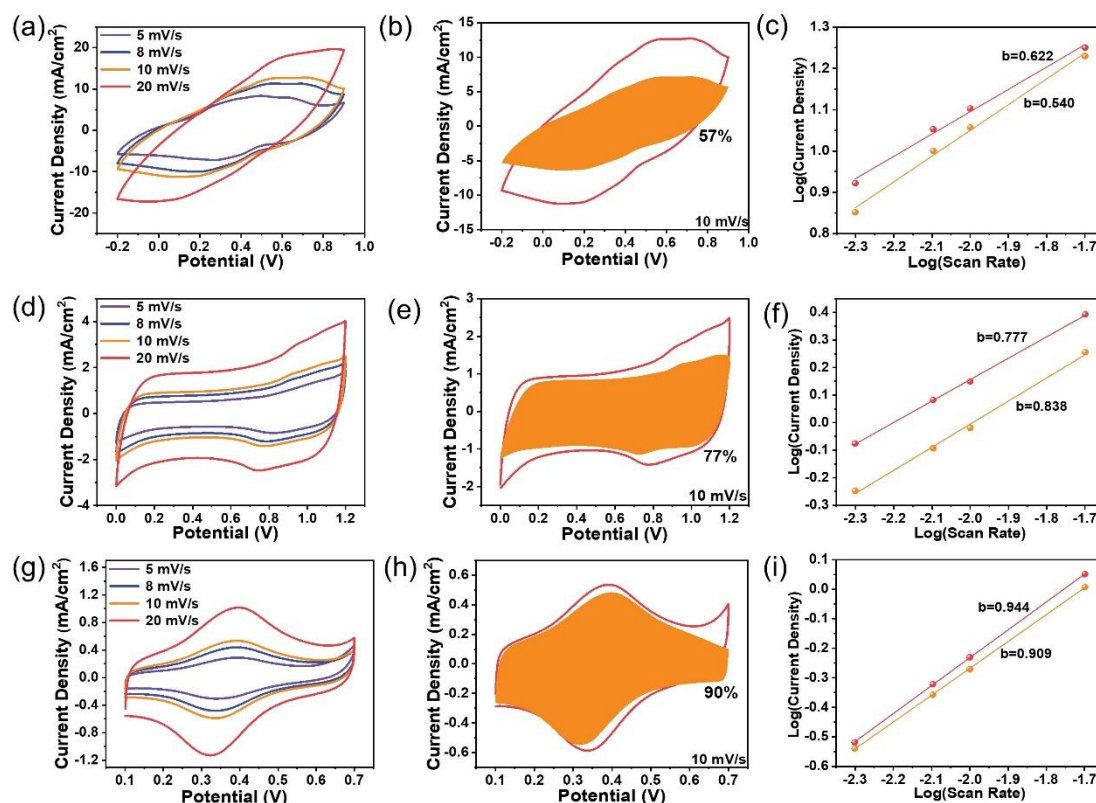 (a)
5 mV/s
8 mV/s
10 mV/s
20 mV/s
Current Density (mA/cm²)
20
10
0
-10
-20
-0.2 0.0 0.2 0.4 0.6 0.8 1.0
Potential (V)
(b)
Current Density (mA/cm²)
15
10
5
0
-5
-10
-15
57%
10 mV/s
-0.2 0.0 0.2 0.4 0.6 0.8 1.0
Potential (V)
(c)
Log(Current Density)
1.3
1.2
1.1
1.0
0.9
0.8
b=0.622
b=0.540
-2.3 -2.2 -2.1 -2.0 -1.9 -1.8 -1.7
Log(Scan Rate)
(d)
5 mV/s
8 mV/s
10 mV/s
20 mV/s
Current Density (mA/cm²)
4
2
0
-2
-4
0.0 0.2 0.4 0.6 0.8 1.0 1.2
Potential (V)
(e)
Current Density (mA/cm²)
3
2
1
0
-1
-2
77%
10 mV/s
0.0 0.2 0.4 0.6 0.8 1.0 1.2
Potential (V)
(f)
Log(Current Density)
0.5
0.4
0.3
0.2
0.1
0.0
-0.1
-0.2
-0.3
b=0.777
b=0.838
-2.3 -2.2 -2.1 -2.0 -1.9 -1.8 -1.7
Log(Scan Rate)
(g)
5 mV/s
8 mV/s
10 mV/s
20 mV/s
Current Density (mA/cm²)
1.6
1.2
0.8
0.4
0.0
-0.4
-0.8
-1.2
0.1 0.2 0.3 0.4 0.5 0.6 0.7
Potential (V)
(h)
Current Density (mA/cm²)
0.6
0.4
0.2
0.0
-0.2
-0.4
-0.6
90%
10 mV/s
0.1 0.2 0.3 0.4 0.5 0.6 0.7
Potential (V)
(i)
Log(Current Density)
0.1
0.0
-0.1
-0.2
-0.3
-0.4
-0.5
-0.6
b=0.944
b=0.909
-2.3 -2.2 -2.1 -2.0 -1.9 -1.8 -1.7
Log(Scan Rate)